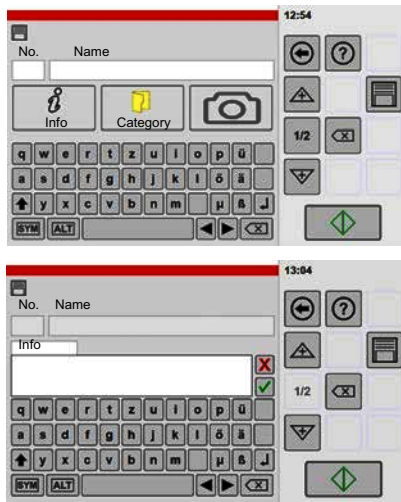 12:54
No. Name
Info Category
1/2
q w e r t z u i o p ü
a s d f g h j k l ö ä
y x c v b n m µ ß
SYM ALT
13:04
No. Name
Info
1/2
q w e r t z u i o p ü
a s d f g h j k l ö ä
y x c v b n m µ ß
SYM ALT